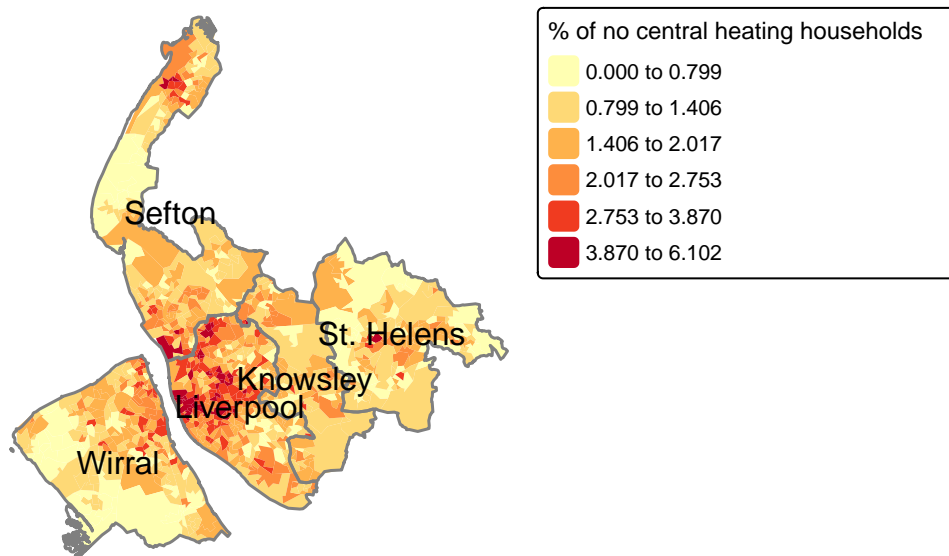 % of no central heating households
0.000 to 0.799
0.799 to 1.406
1.406 to 2.017
2.017 to 2.753
2.753 to 3.870
3.870 to 6.102
Sefton
St. Helens
Knowsley
Liverpool
Wirral